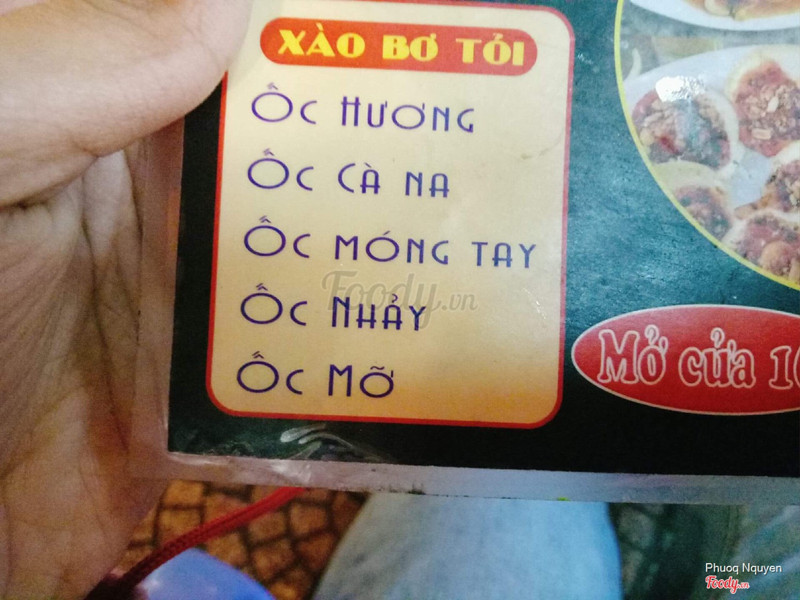 XÀO BƠ TỎI
ỐC HƯƠNG
ỐC CÀ NA
ỐC MÓNG TAY
ỐC NHẢY
ỐC MỠ
Foody.vn
Mở cửa 1
Phuoq Nguyen
Foody.vn